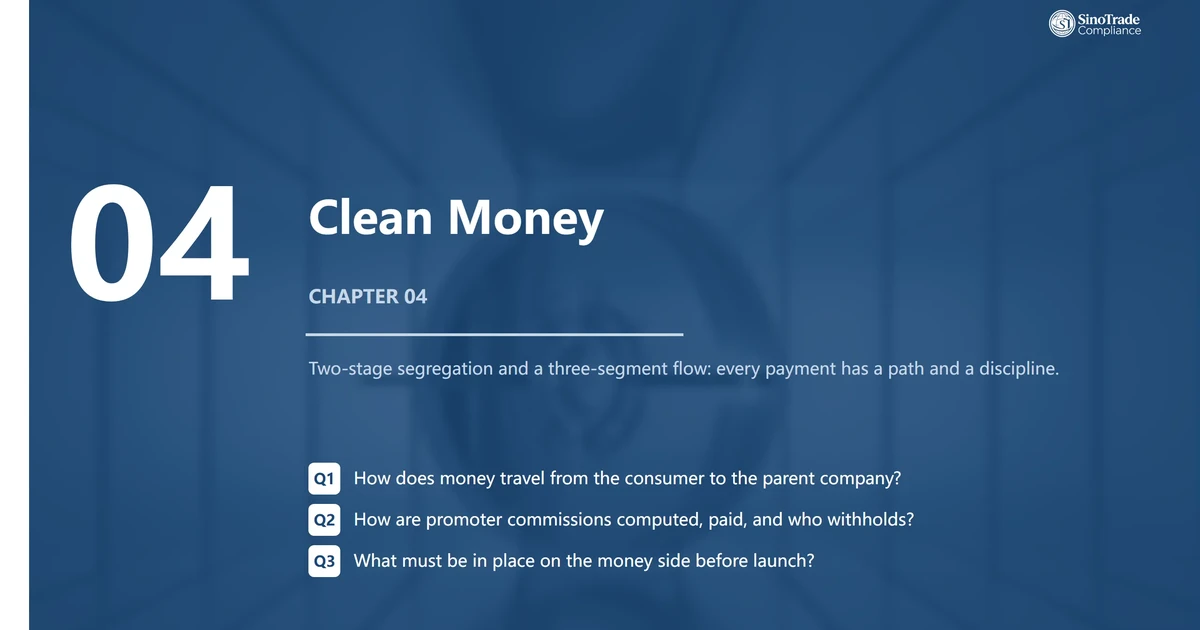 SinoTrade
Compliance
04
Clean Money
CHAPTER 04
Two-stage segregation and a three-segment flow: every payment has a path and a discipline.
Q1 How does money travel from the consumer to the parent company?
Q2 How are promoter commissions computed, paid, and who withholds?
Q3 What must be in place on the money side before launch?